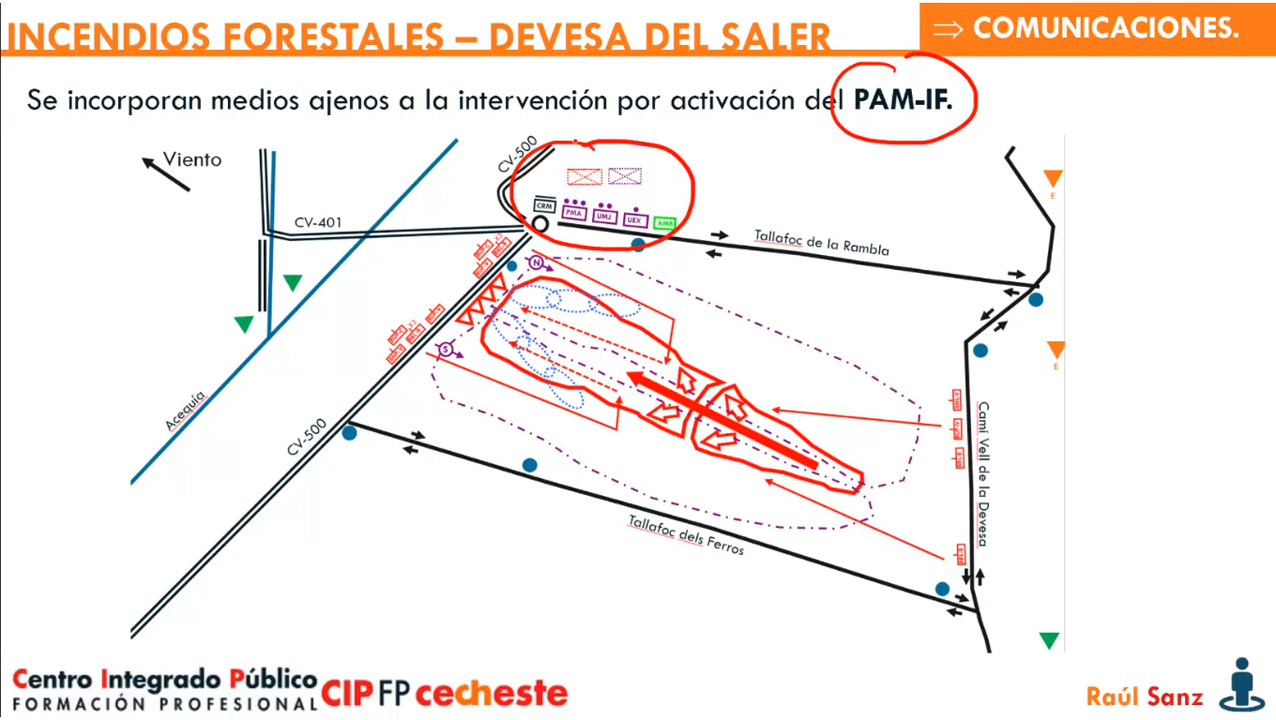 INCENDIOS FORESTALES – DEVESA DEL SALER
⇒ COMUNICACIONES.
Se incorporan medios ajenos a la intervención por activación del PAM-IF.
Viento
CV-500
CV-401
CRM
PMA
UMJ
UEX
AMB
Tallafoc de la Rambla
N
S
E
E
Acequia
CV-500
Camí Vell de la Devesa
Tallafoc dels Ferros
Centro Integrado Público
FORMACIÓN PROFESIONAL
CIPFP cecheste
Raúl Sanz